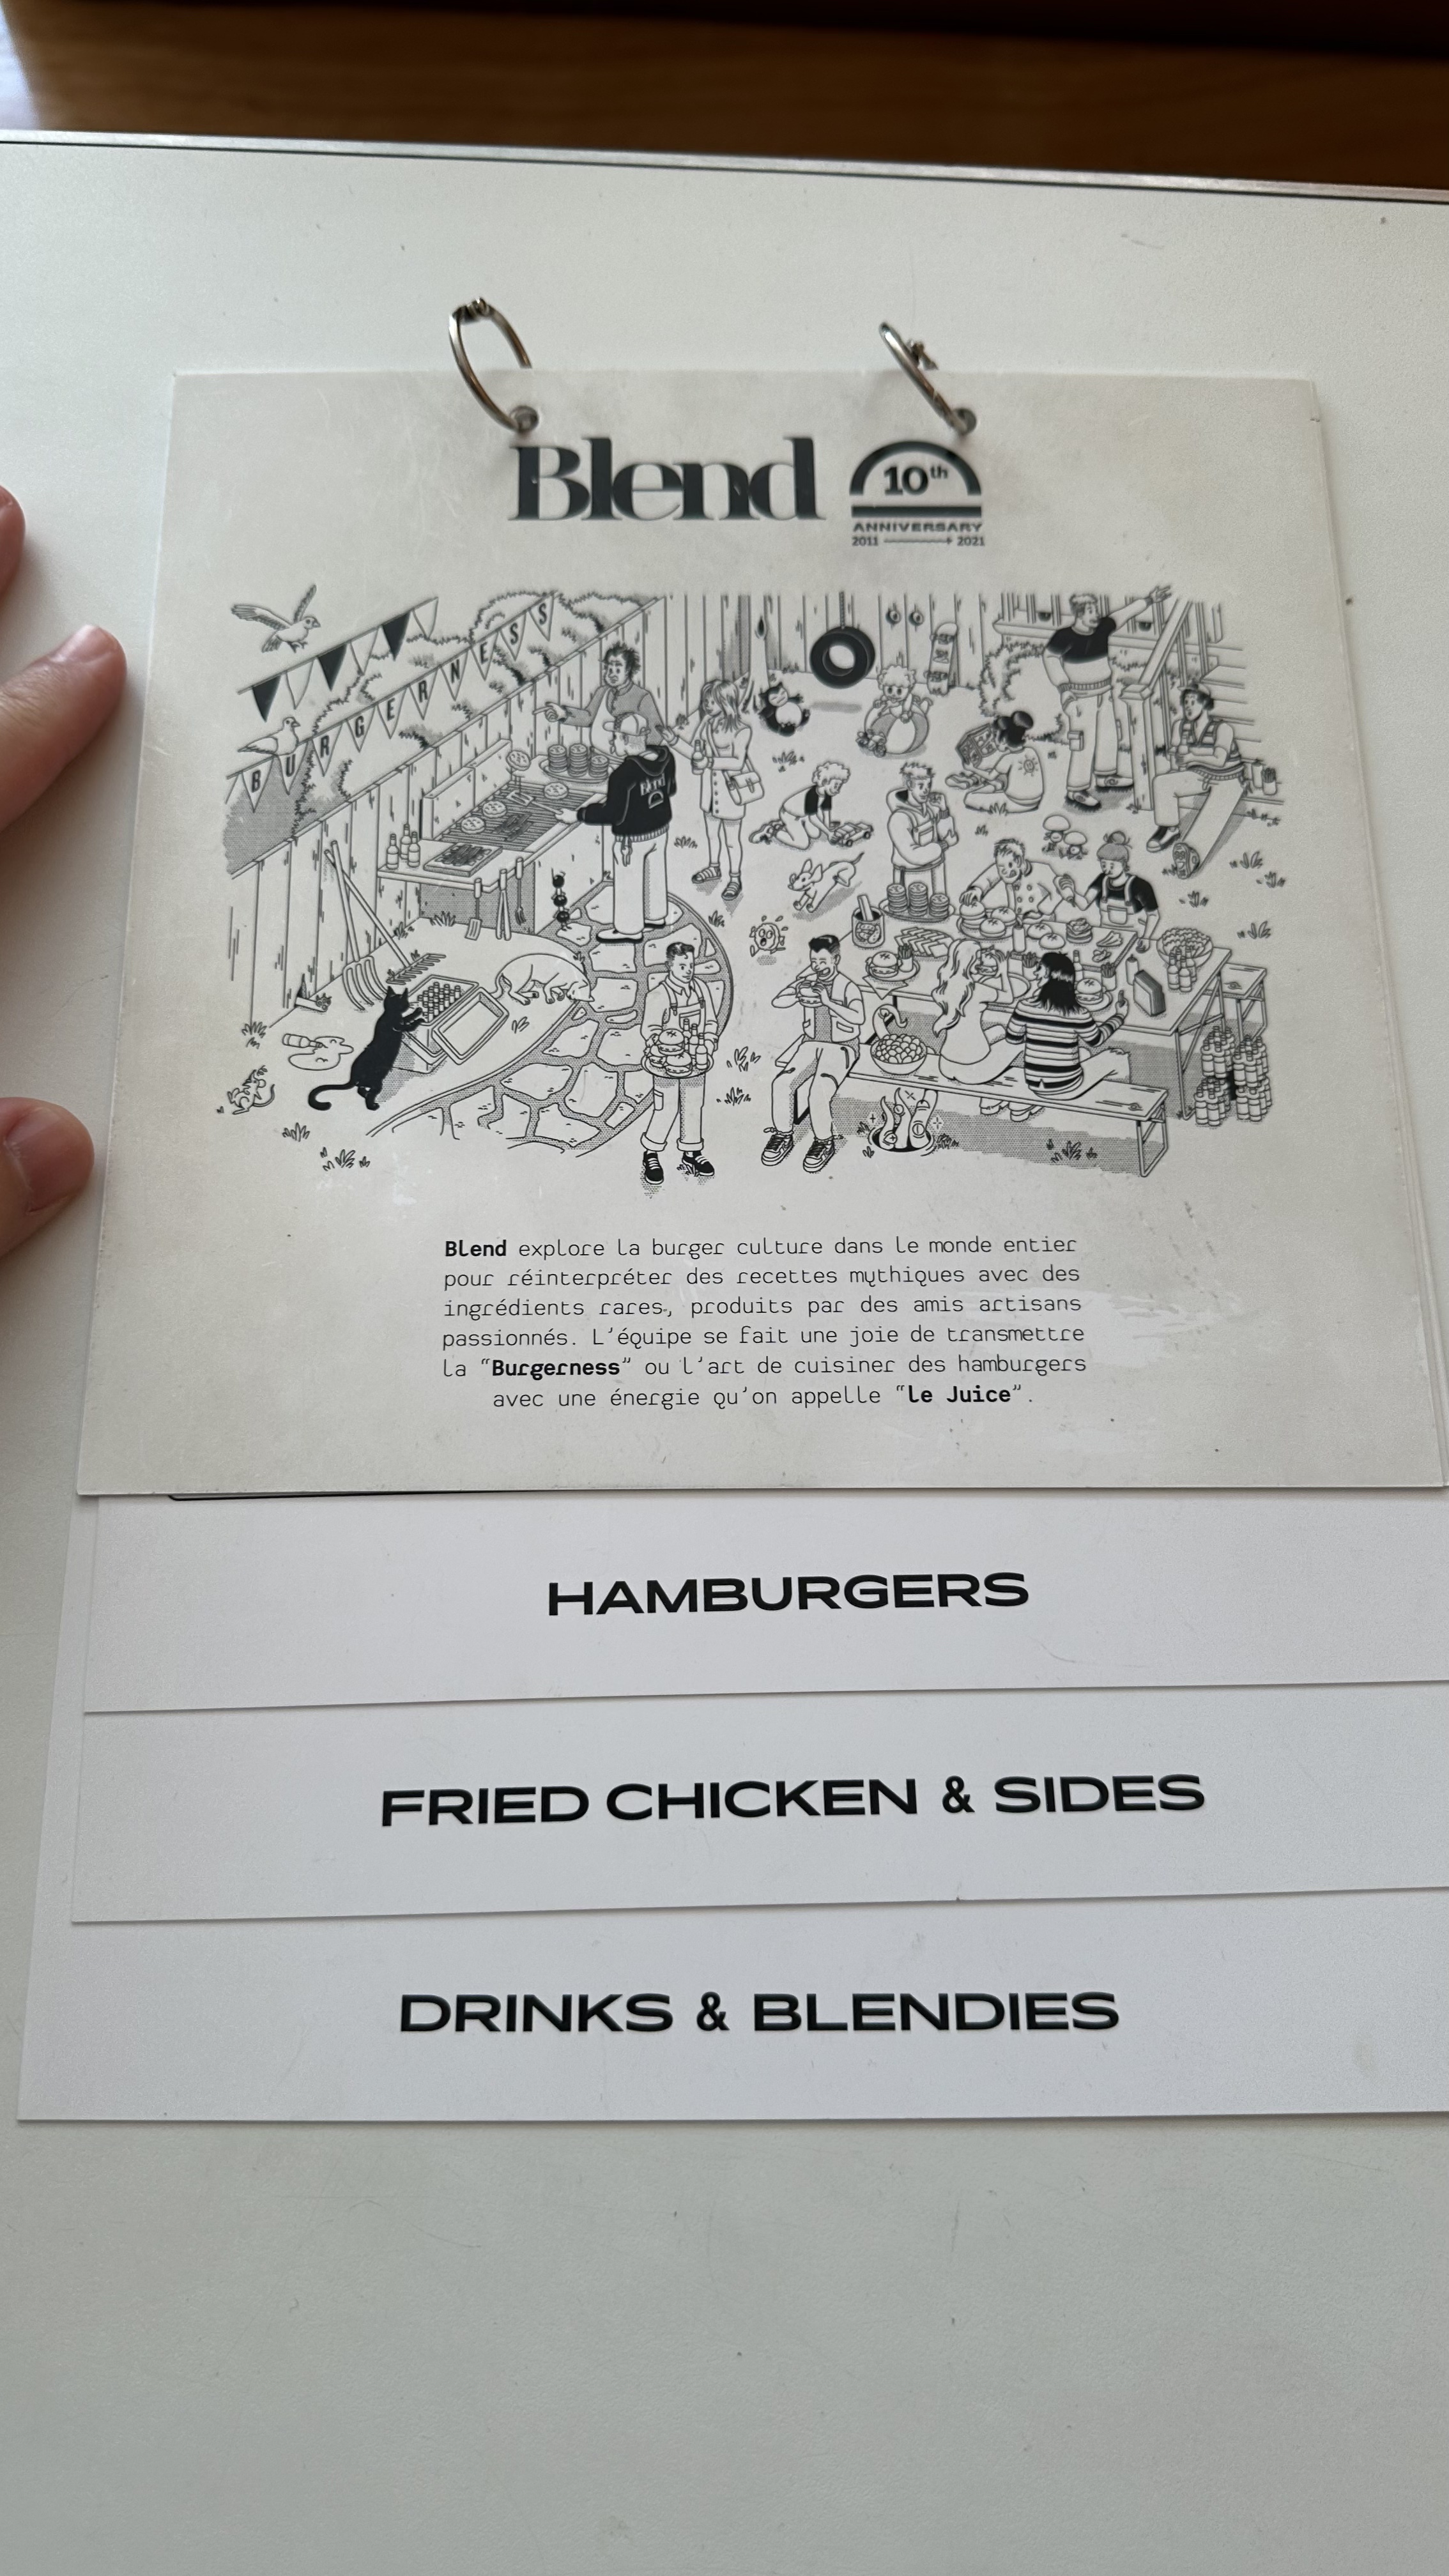 Blend
10th
ANNIVERSARY
2011 2021
BURGERNESS
Blend explore la burger culture dans le monde entier
pour réinterpréter des recettes mythiques avec des
ingrédients rares, produits par des amis artisans
passionnés. L'équipe se fait une joie de transmettre
la “Burgerness” ou l'art de cuisiner des hamburgers
avec une énergie qu'on appelle “Le Juice”.
HAMBURGERS
FRIED CHICKEN & SIDES
DRINKS & BLENDIES